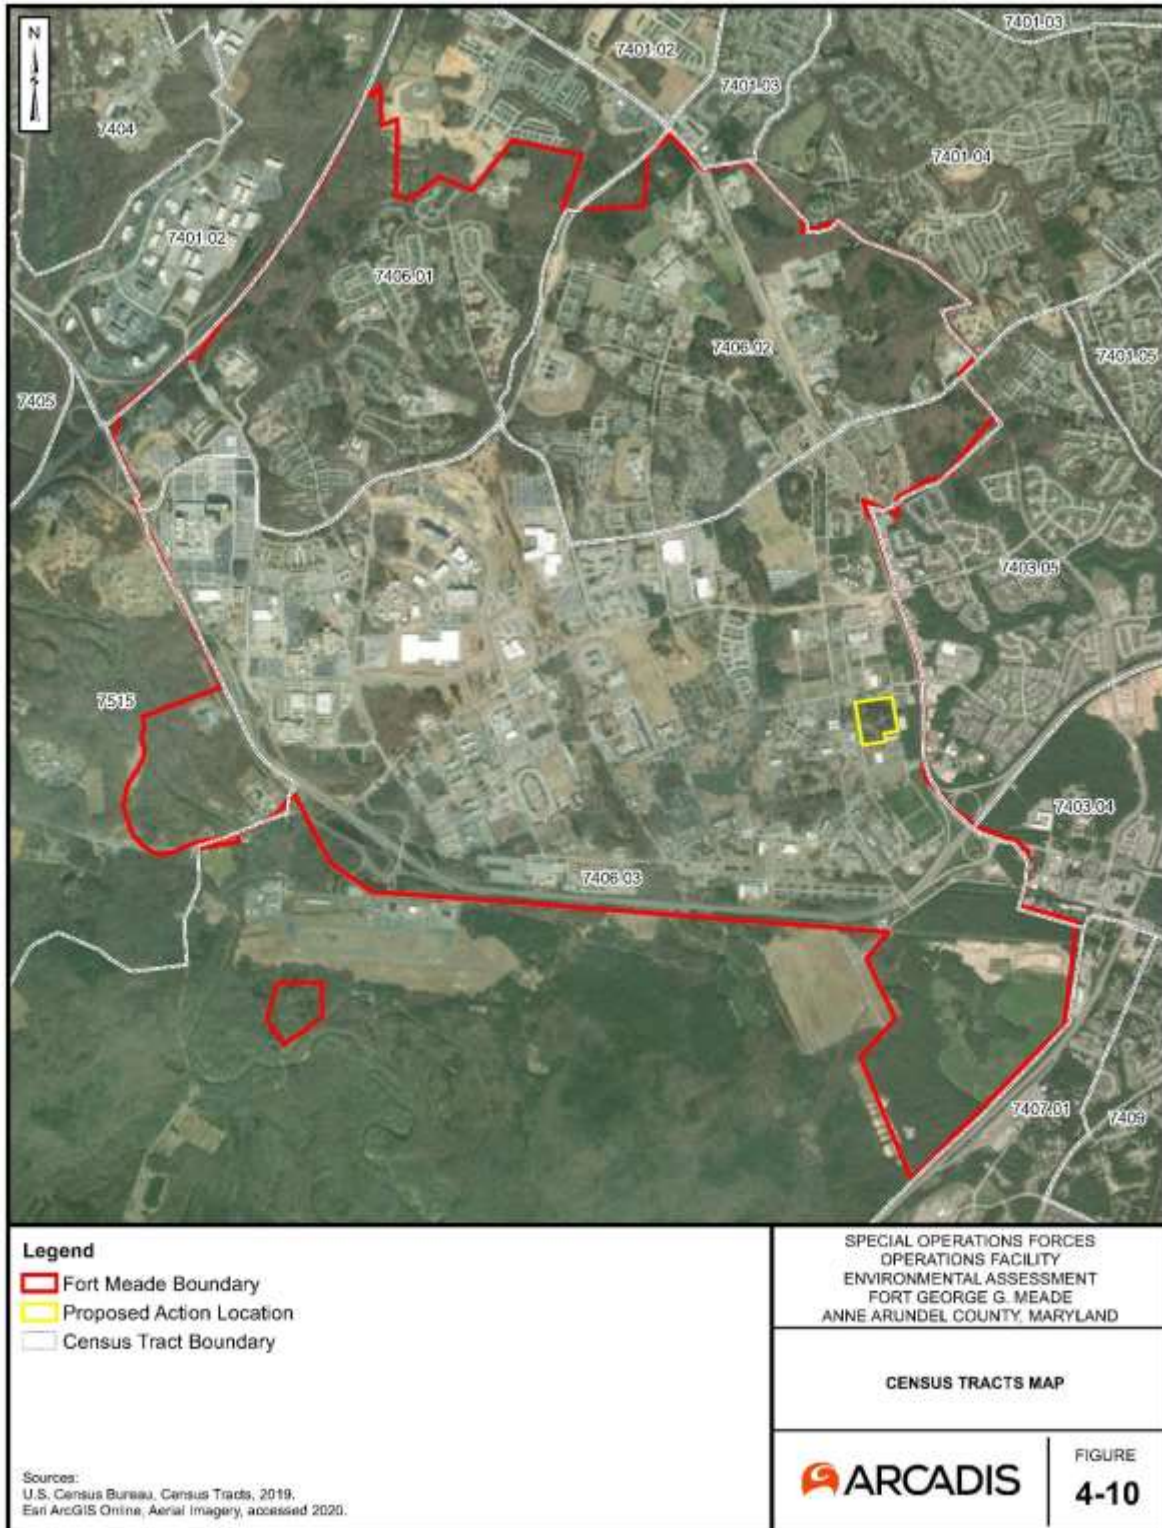 N
7401.03
7401.02
7401.03
7404
7401.04
7401.02
7406.01
7406.02
7401.05
7405
7403.05
7515
7403.04
7406.03
7407.01
7409
Legend
Fort Meade Boundary
Proposed Action Location
Census Tract Boundary
Sources:
U.S. Census Bureau, Census Tracts, 2019.
Esri ArcGIS Online, Aerial Imagery, accessed 2020.
SPECIAL OPERATIONS FORCES
OPERATIONS FACILITY
ENVIRONMENTAL ASSESSMENT
FORT GEORGE G. MEADE
ANNE ARUNDEL COUNTY, MARYLAND
CENSUS TRACTS MAP
ARCADIS
FIGURE
4-10